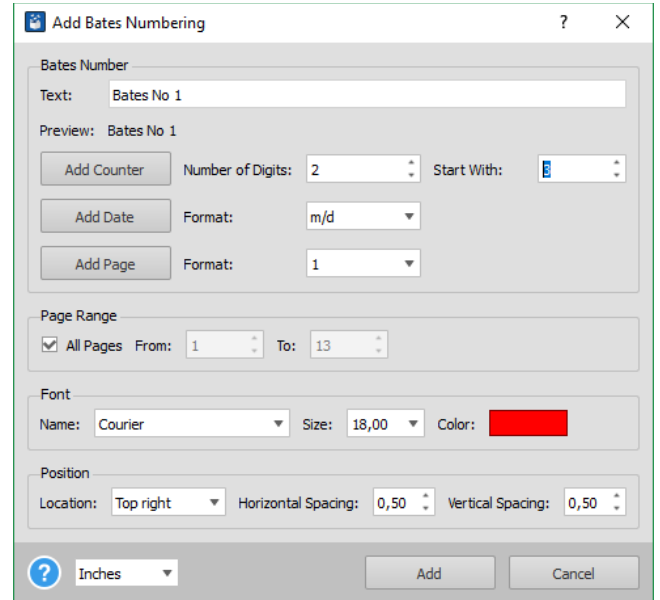 Add Bates Numbering ?
Bates Number
Text: Bates No 1
Preview: Bates No 1
Add Counter Number of Digits: 2 Start With: 3
Add Date Format: m/d
Add Page Format: 1
Page Range
All Pages From: 1 To: 13
Font
Name: Courier Size: 18,00 Color:
Position
Location: Top right Horizontal Spacing: 0,50 Vertical Spacing: 0,50
? Inches Add Cancel